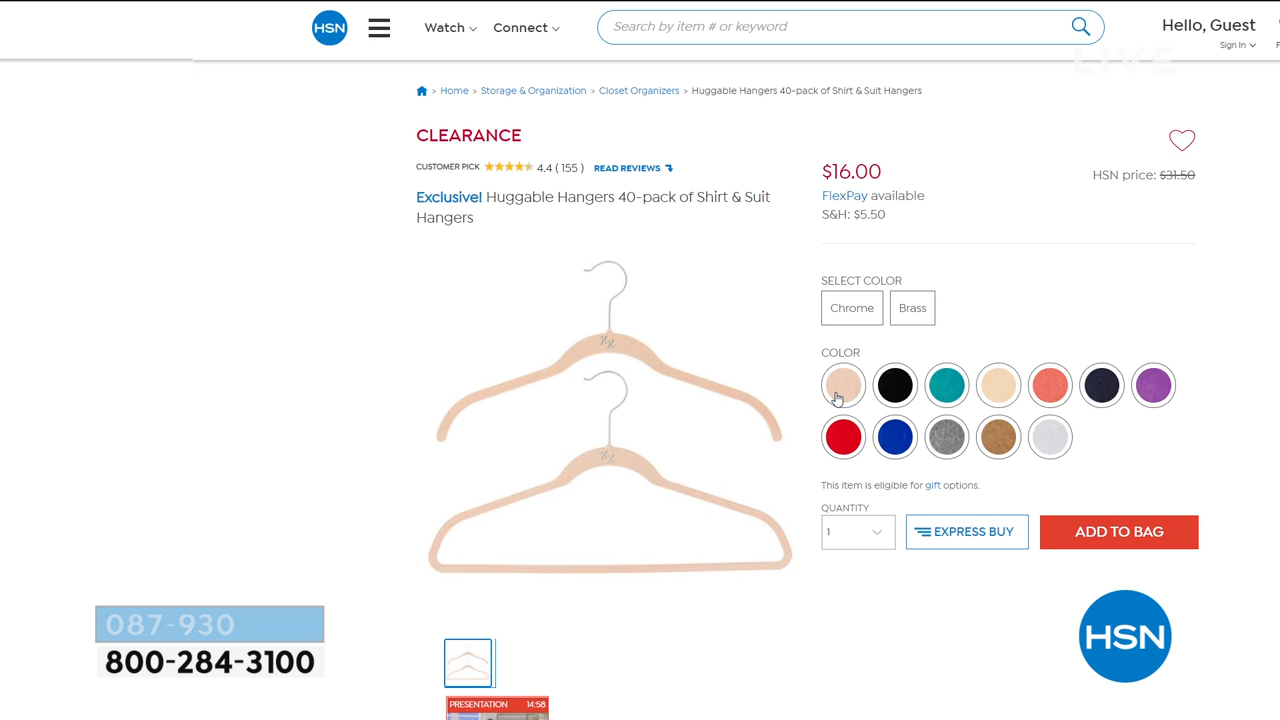 HSN
Watch
Connect
Search by item # or keyword
Hello, Guest
Sign In
LIVE
> Home > Storage & Organization > Closet Organizers > Huggable Hangers 40-pack of Shirt & Suit Hangers
CLEARANCE
CUSTOMER PICK 4.4 ( 155 ) READ REVIEWS
Exclusive! Huggable Hangers 40-pack of Shirt & Suit
Hangers
$16.00
HSN price: $31.50
FlexPay available
S&H: $5.50
SELECT COLOR
Chrome
Brass
COLOR
This item is eligible for gift options.
QUANTITY
1
EXPRESS BUY
ADD TO BAG
HH
HH
087-930
800-284-3100
HSN
PRESENTATION 14:58